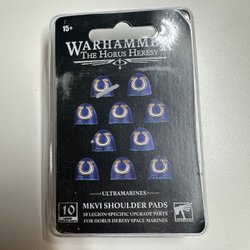 15+
WARHAMMER
THE HORUS HERESY
ULTRAMARINES
MKVI SHOULDER PADS
10 LEGION-SPECIFIC UPGRADE PARTS
FOR HORUS HERESY SPACE MARINES
10
WARHAMMER